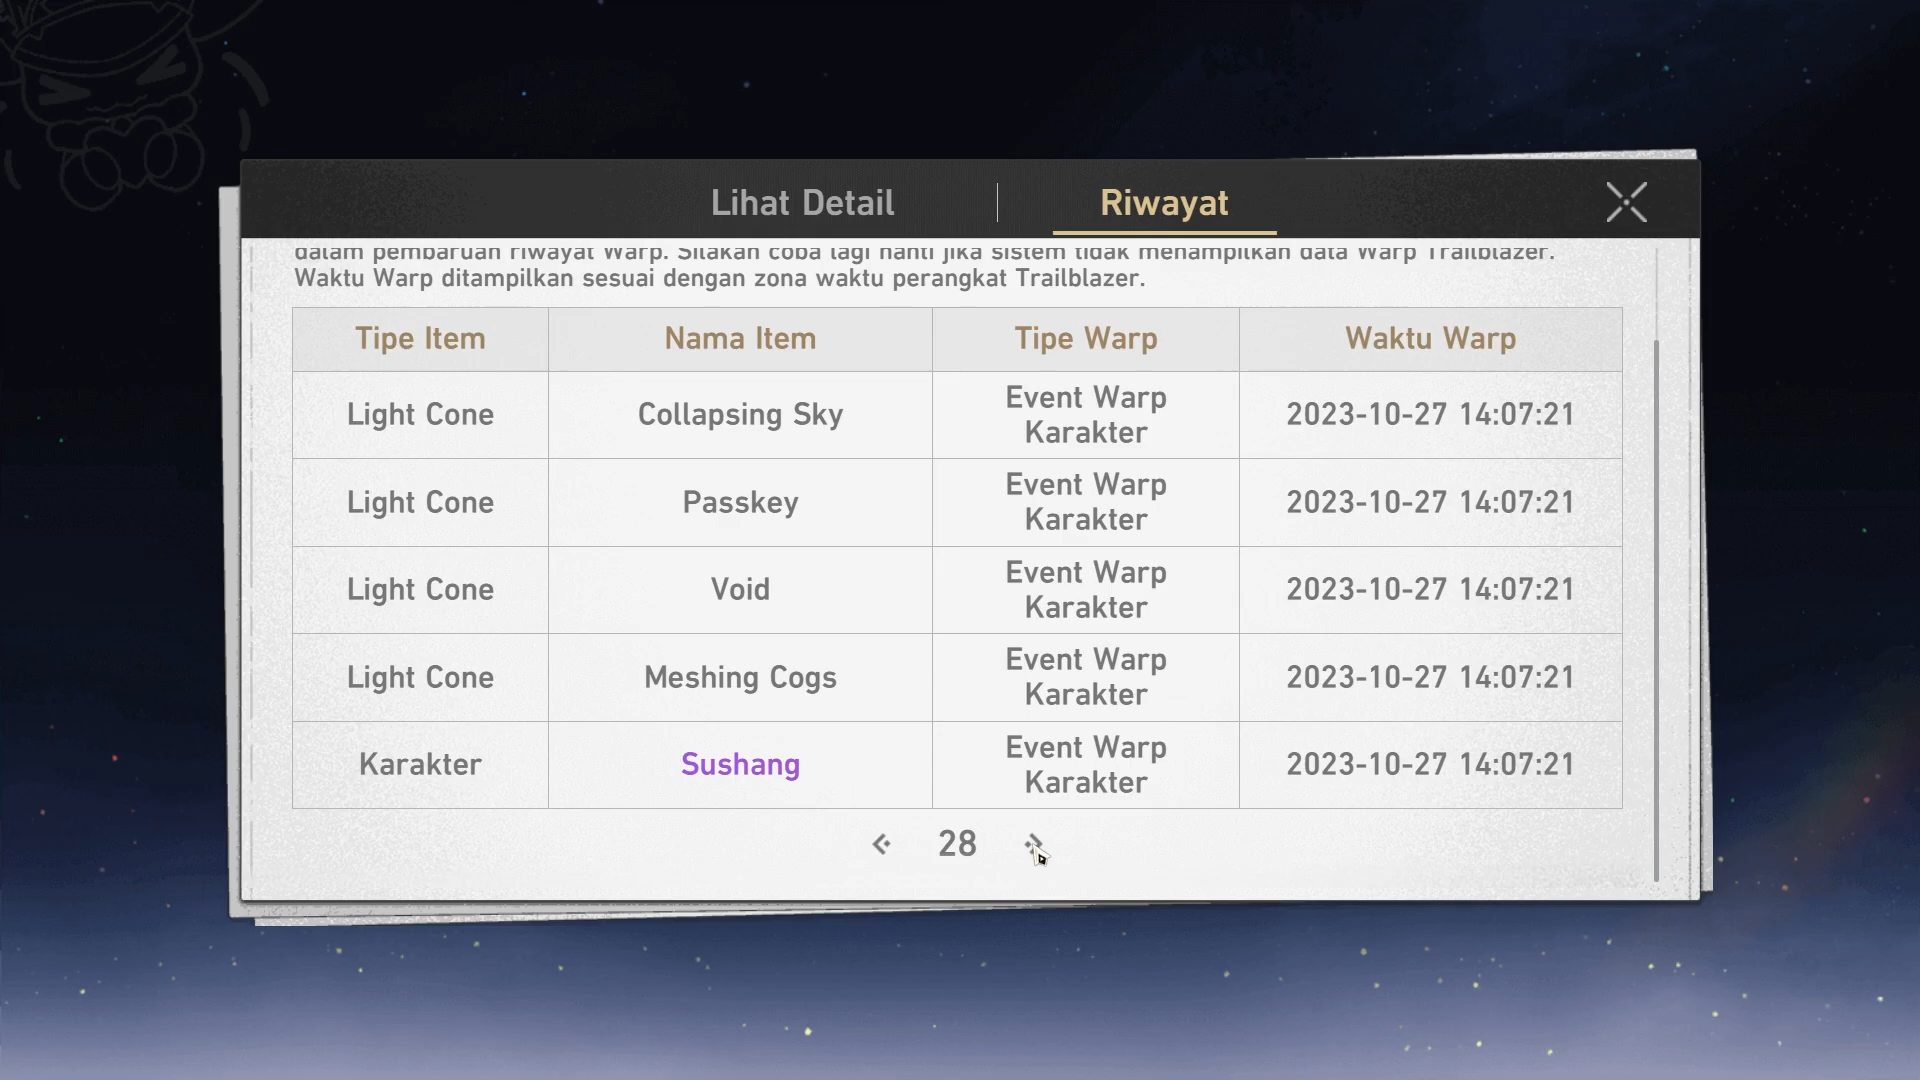 Lihat Detail
Riwayat
dalam pembaruan riwayat Warp. Silakan coba lagi nanti jika sistem tidak menampilkan data Warp Trailblazer.
Waktu Warp ditampilkan sesuai dengan zona waktu perangkat Trailblazer.
Tipe Item Nama Item Tipe Warp Waktu Warp
Light Cone Collapsing Sky Event Warp Karakter 2023-10-27 14:07:21
Light Cone Passkey Event Warp Karakter 2023-10-27 14:07:21
Light Cone Void Event Warp Karakter 2023-10-27 14:07:21
Light Cone Meshing Cogs Event Warp Karakter 2023-10-27 14:07:21
Karakter Sushang Event Warp Karakter 2023-10-27 14:07:21
28